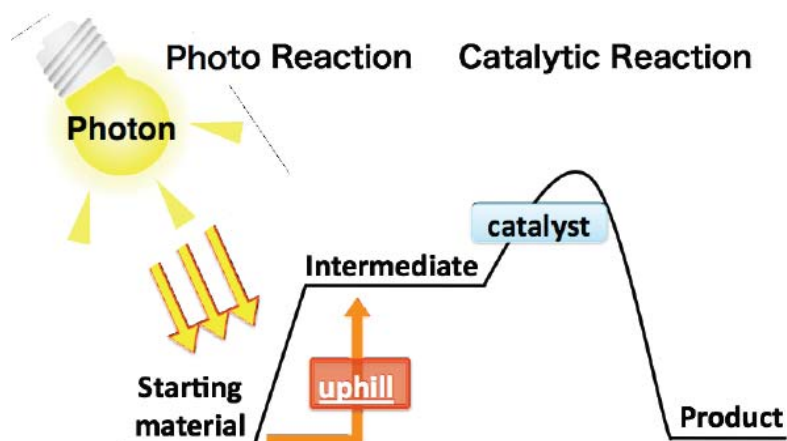 Photo Reaction
Catalytic Reaction
Photon
catalyst
Intermediate
uphill
Starting
material
Product